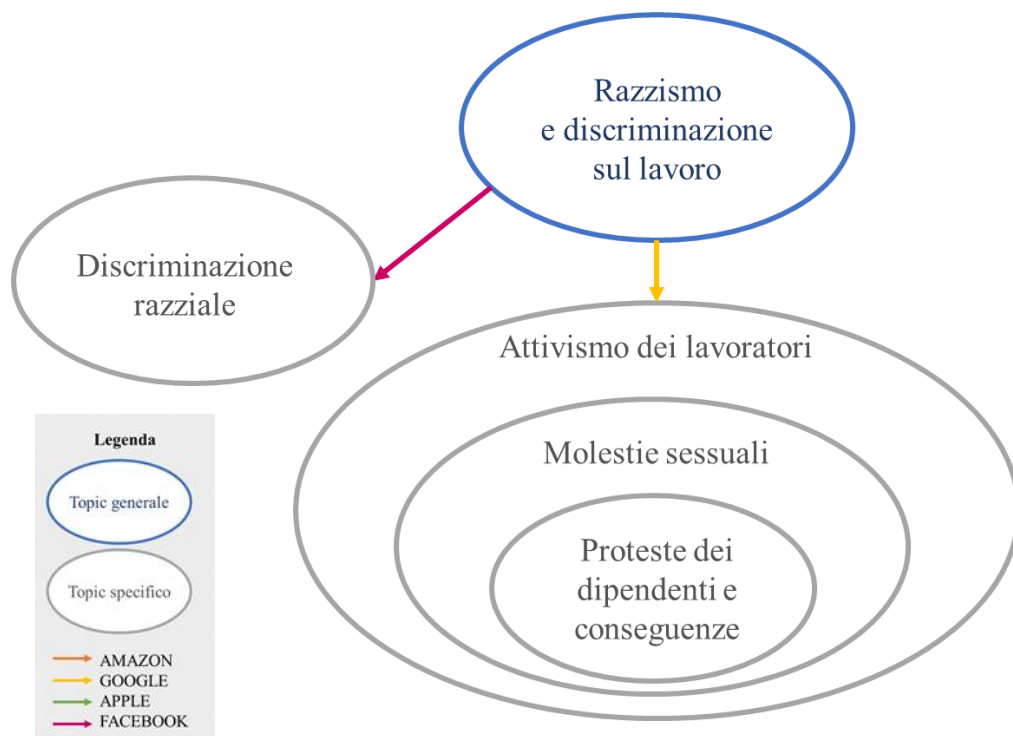 Razzismo
e discriminazione
sul lavoro
Discriminazione
razziale
Attivismo dei lavoratori
Molestie sessuali
Proteste dei
dipendenti e
conseguenze
Legenda
Topic generale
Topic specifico
AMAZON
GOOGLE
APPLE
FACEBOOK